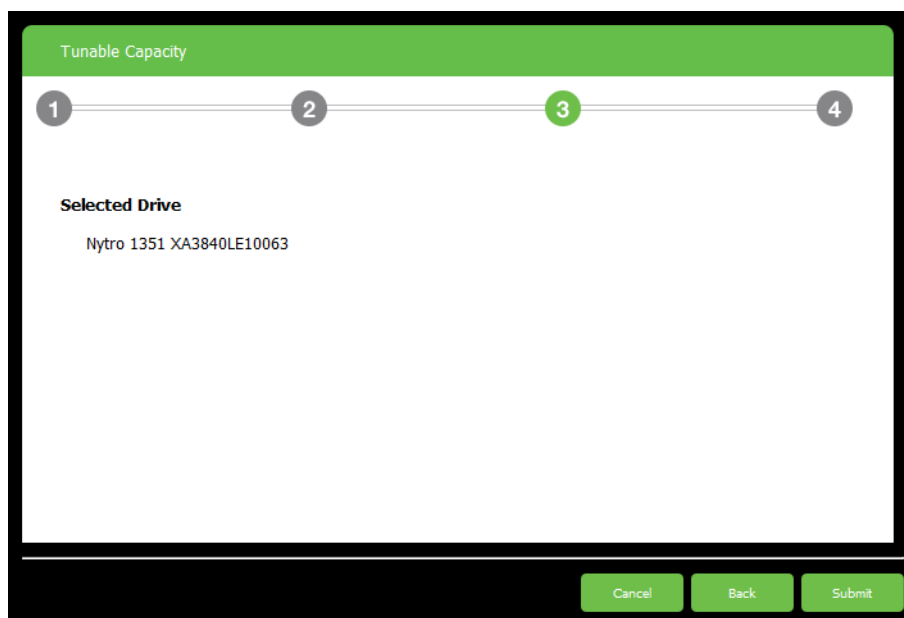 Tunable Capacity
1 2 3 4
Selected Drive
Nytro 1351 XA3840LE10063
Cancel Back Submit